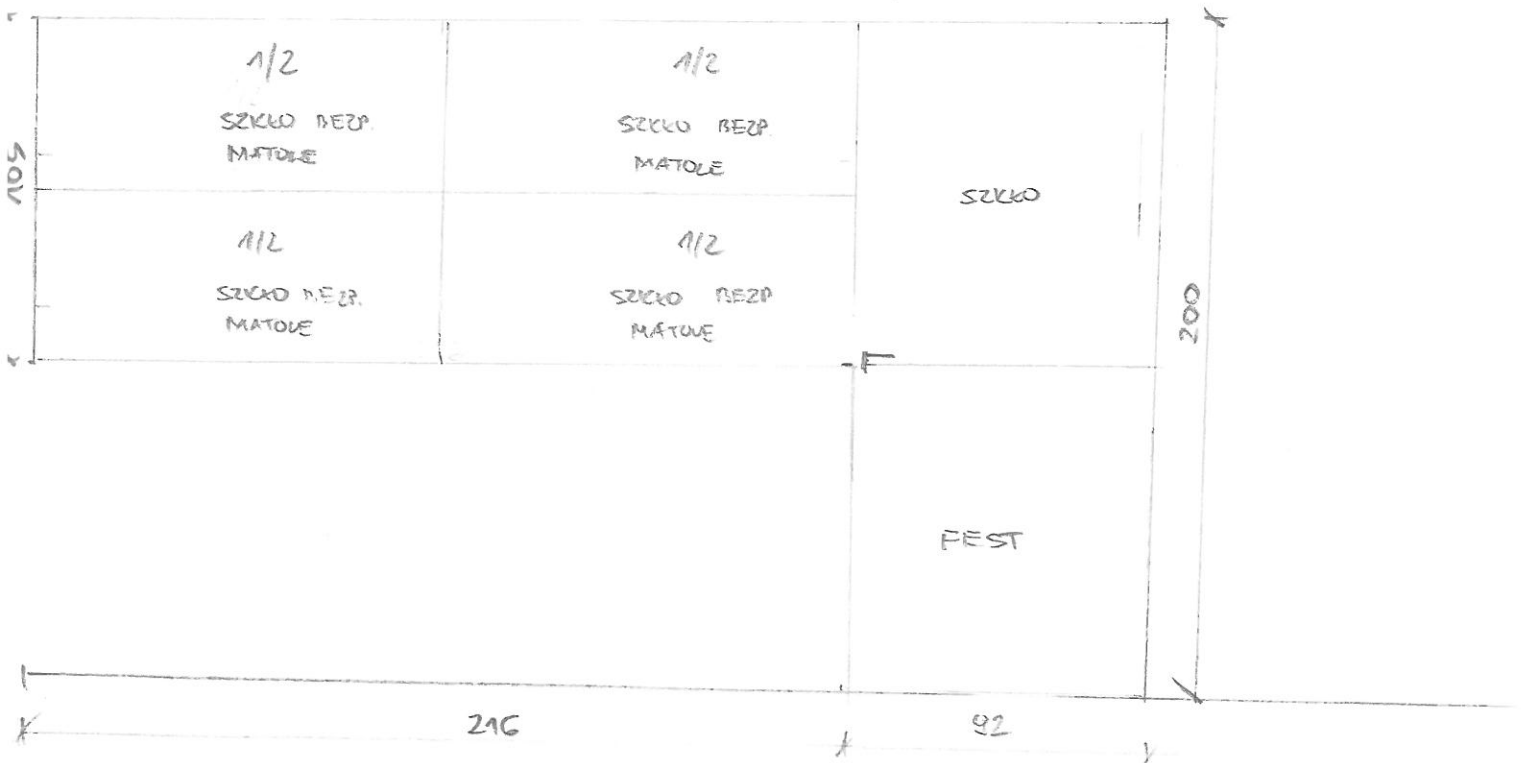 1/2
SZKŁO BEZP.
MATOWE
1/2
SZKŁO BEZP.
MATOWE
SZKŁO
105
1/2
SZKŁO BEZP.
MATOWE
1/2
SZKŁO BEZP
MATOWE
200
FEST
216
92